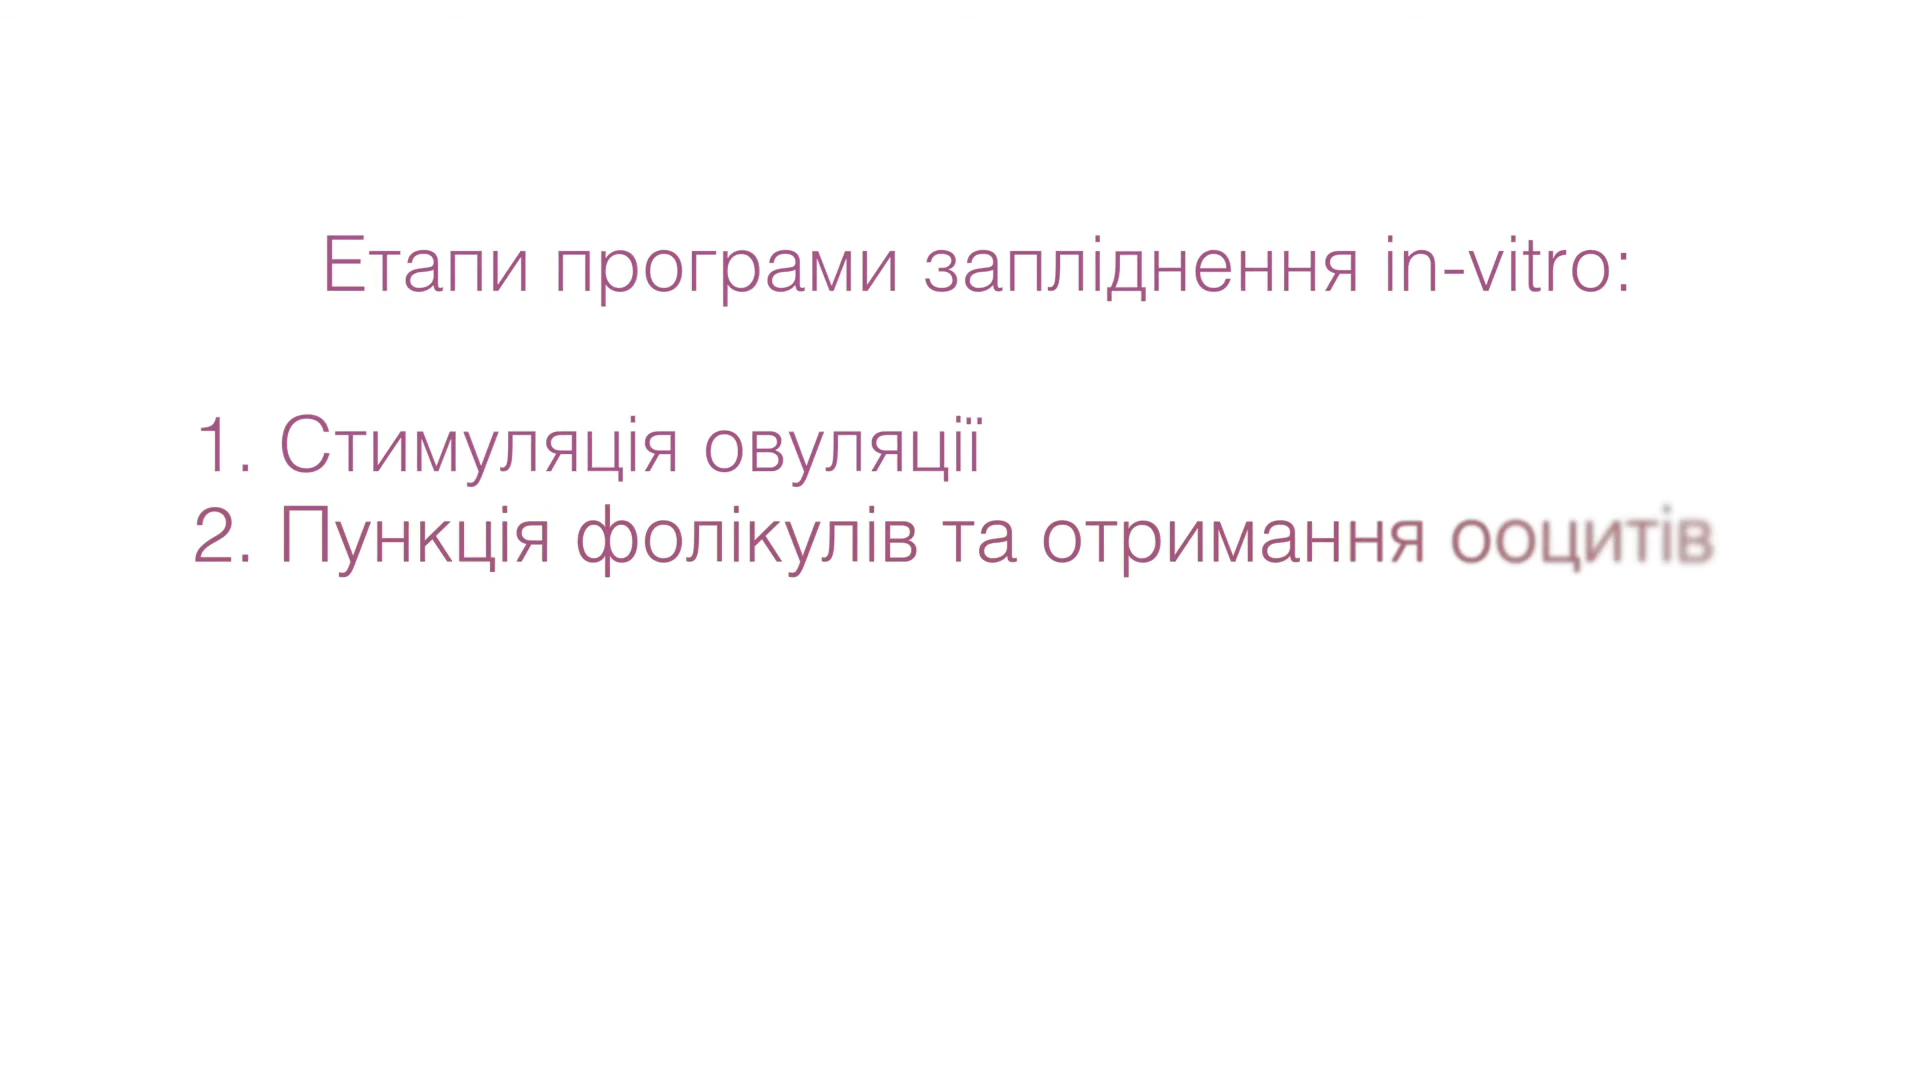 Етапи програми запліднення in-vitro:
1. Стимуляція овуляції
2. Пункція фолікулів та отримання ооцитів